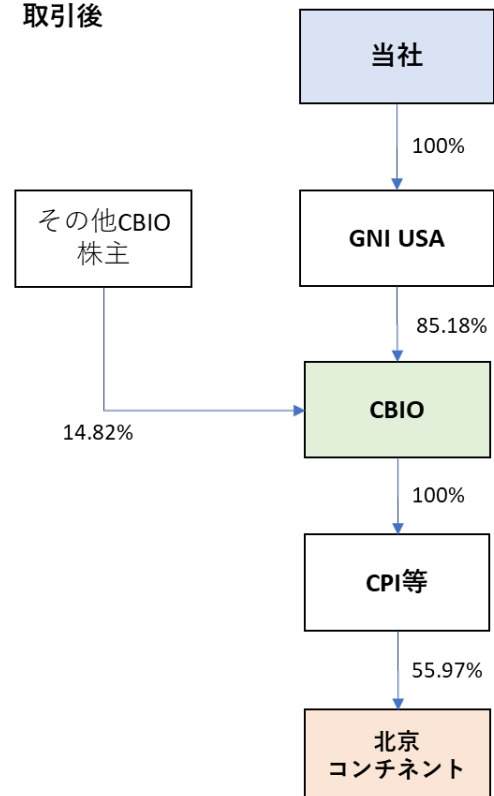 取引後
当社
100%
その他CBIO
株主
GNI USA
85.18%
CBIO
14.82%
100%
CPI等
55.97%
北京
コンチネント